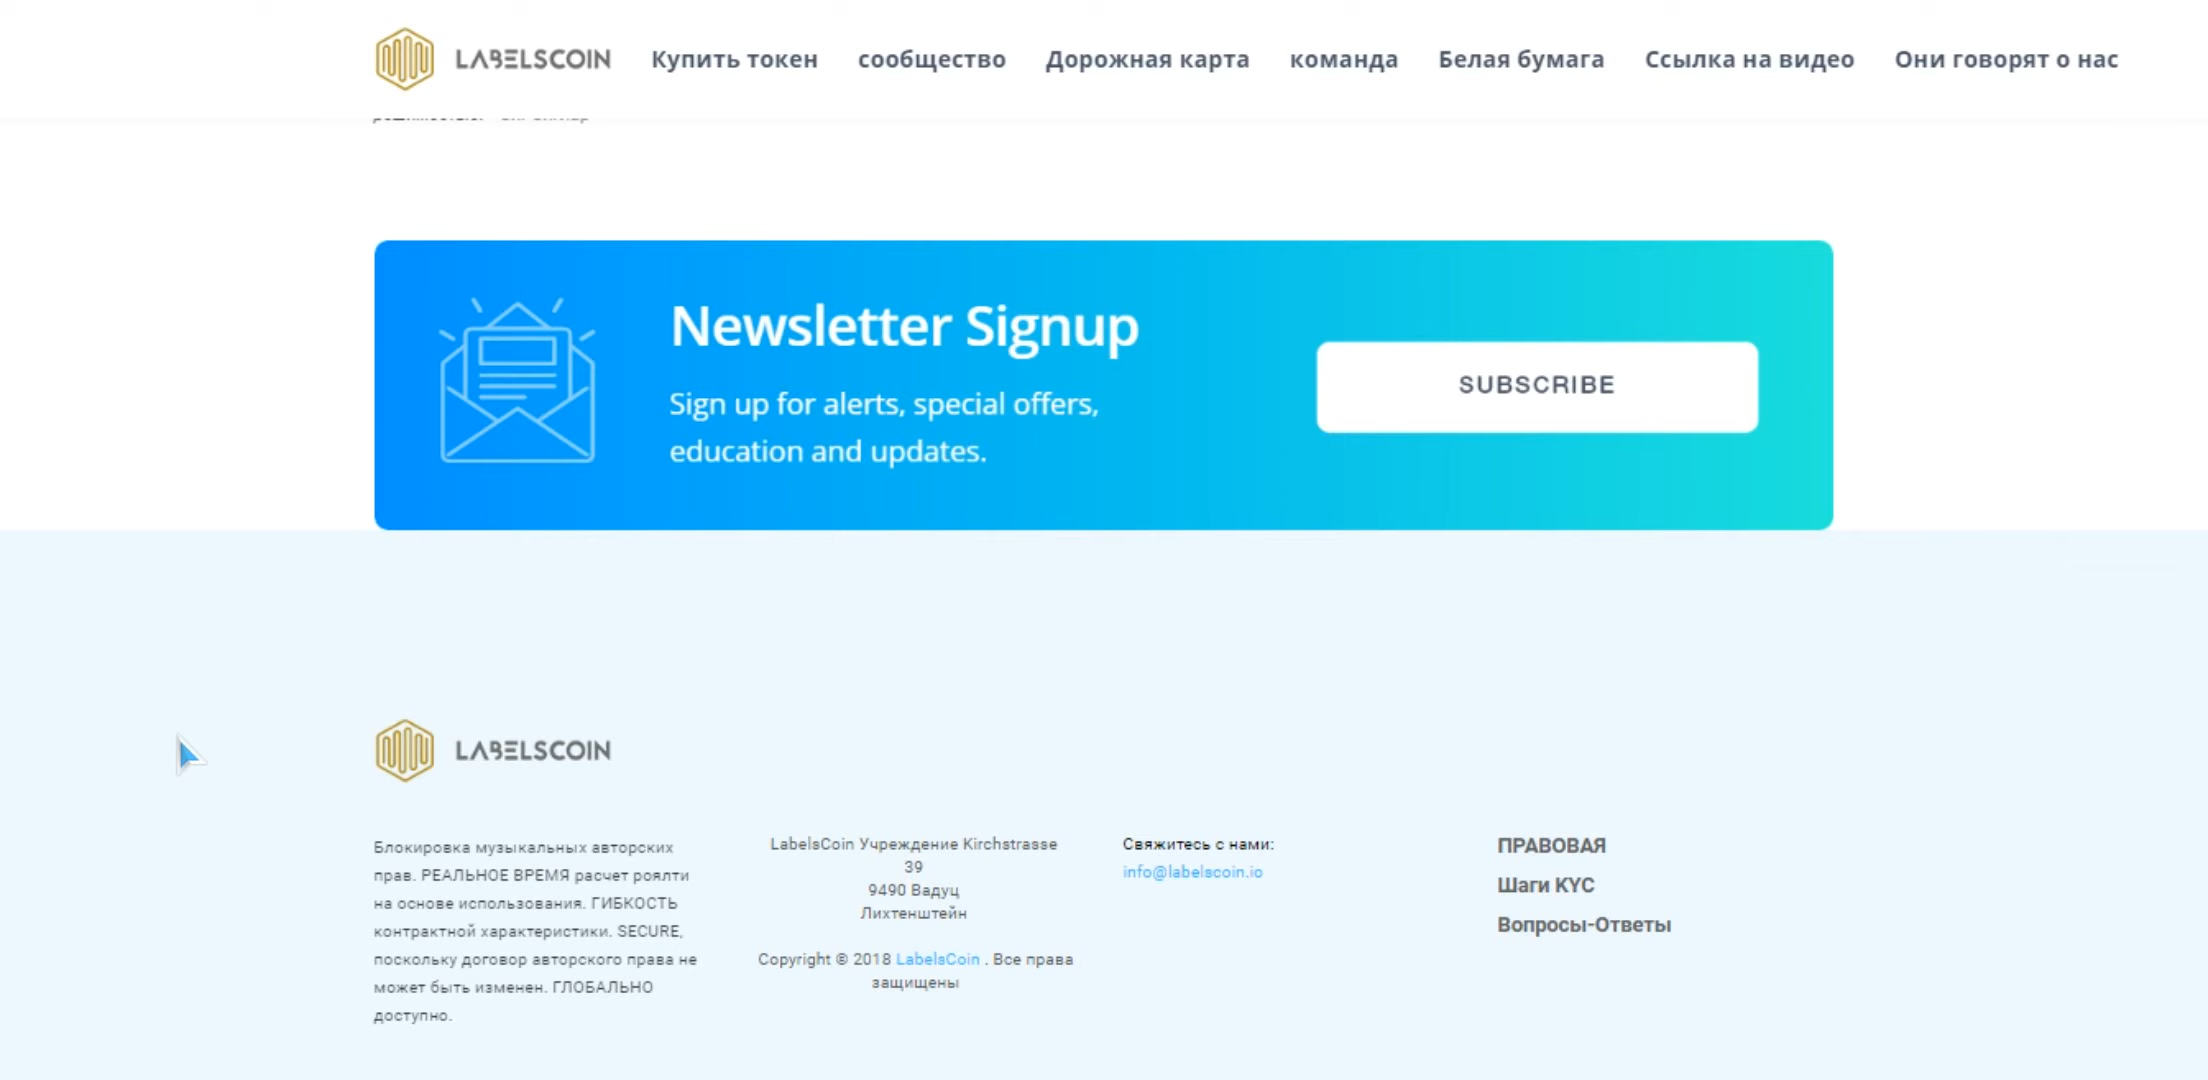 LABELSCOIN Купить токен сообщество Дорожная карта команда Белая бумага Ссылка на видео Они говорят о нас
Newsletter Signup
Sign up for alerts, special offers,
education and updates.
SUBSCRIBE
LABELSCOIN
Блокировка музыкальных авторских
прав. РЕАЛЬНОЕ ВРЕМЯ расчет роялти
на основе использования. ГИБКОСТЬ
контрактной характеристики. SECURE,
поскольку договор авторского права не
может быть изменен. ГЛОБАЛЬНО
доступно.
LabelsCoin Учреждение Kirchstrasse
39
9490 Вадуц
Лихтенштейн
Copyright © 2018 LabelsCoin . Все права
защищены
Свяжитесь с нами:
info@labelscoin.io
ПРАВОВАЯ
Шаги KYC
Вопросы-Ответы